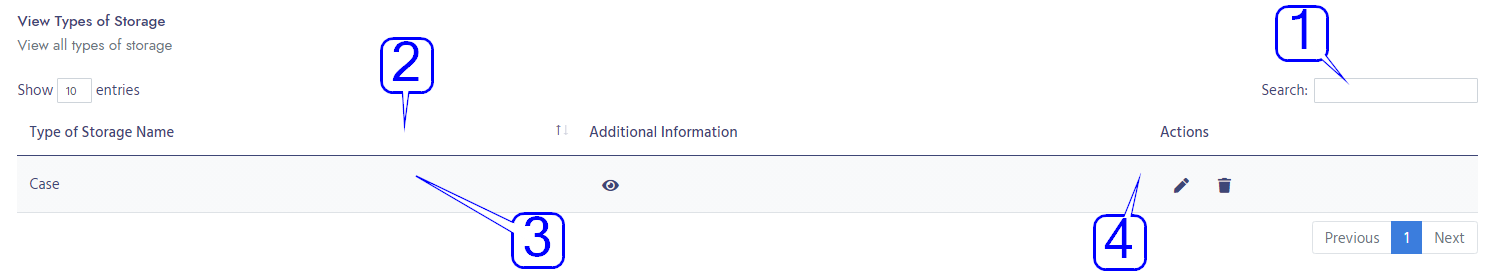 View Types of Storage
View all types of storage
1
2
Show 10 entries
Search:
Type of Storage Name
Additional Information
Actions
Case
3
4
Previous 1 Next